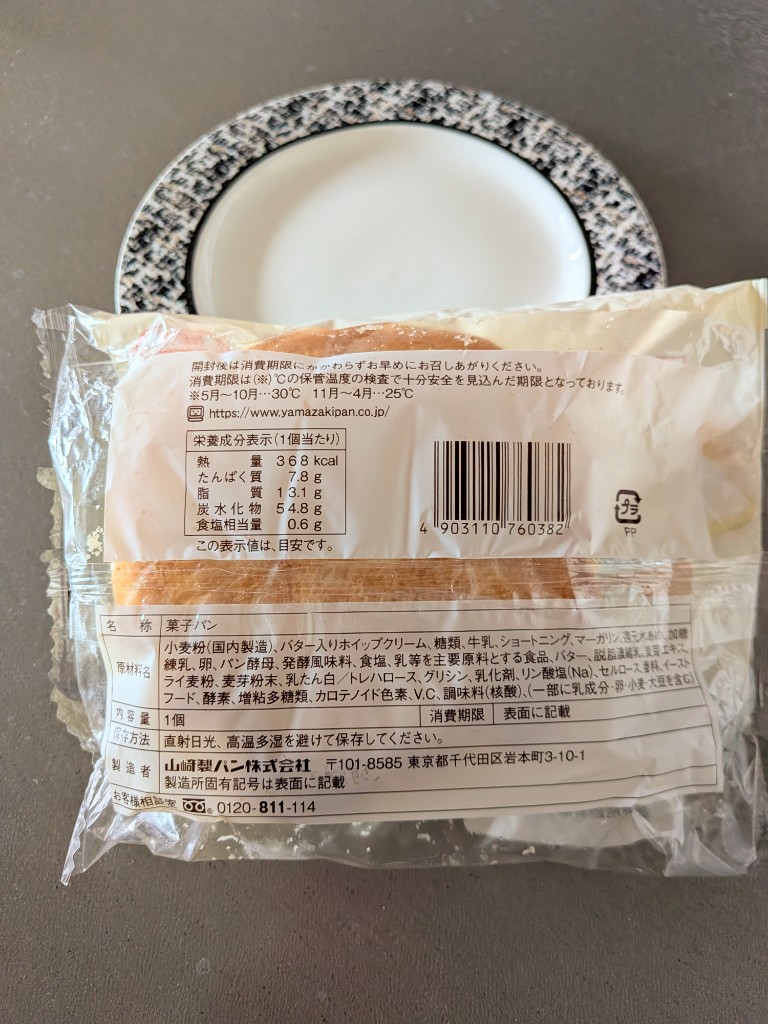 開封後は消費期限にかかわらずお早めにお召しあがりください。
消費期限は(※)℃の保管温度の検査で十分安全を見込んだ期限となっております。
※5月～10月…30℃ 11月～4月…25℃
https://www.yamazakipan.co.jp/
栄養成分表示(1個当たり)
熱量 368kcal
たんぱく質 7.8g
脂質 13.1g
炭水化物 54.8g
食塩相当量 0.6g
この表示値は、目安です。
4 903110 760382
プラ
PP
名称 菓子パン
原材料名 小麦粉(国内製造)、バター入りホイップクリーム、糖類、牛乳、ショートニング、マーガリン、還元水あめ、加糖
練乳、卵、パン酵母、発酵風味料、食塩、乳等を主要原料とする食品、バター、脱脂濃縮乳、麦芽エキス、
ライ麦粉、麦芽粉末、乳たん白／トレハロース、グリシン、乳化剤、リン酸塩(Na)、セルロース、香料、イースト
フード、酵素、増粘多糖類、カロテノイド色素、V.C、調味料(核酸)、(一部に乳成分・卵・小麦・大豆を含む)
内容量 1個 消費期限 表面に記載
保存方法 直射日光、高温多湿を避けて保存してください。
製造者 山崎製パン株式会社 〒101-8585 東京都千代田区岩本町3-10-1
製造所固有記号は表面に記載
お客様相談室 0120-811-114